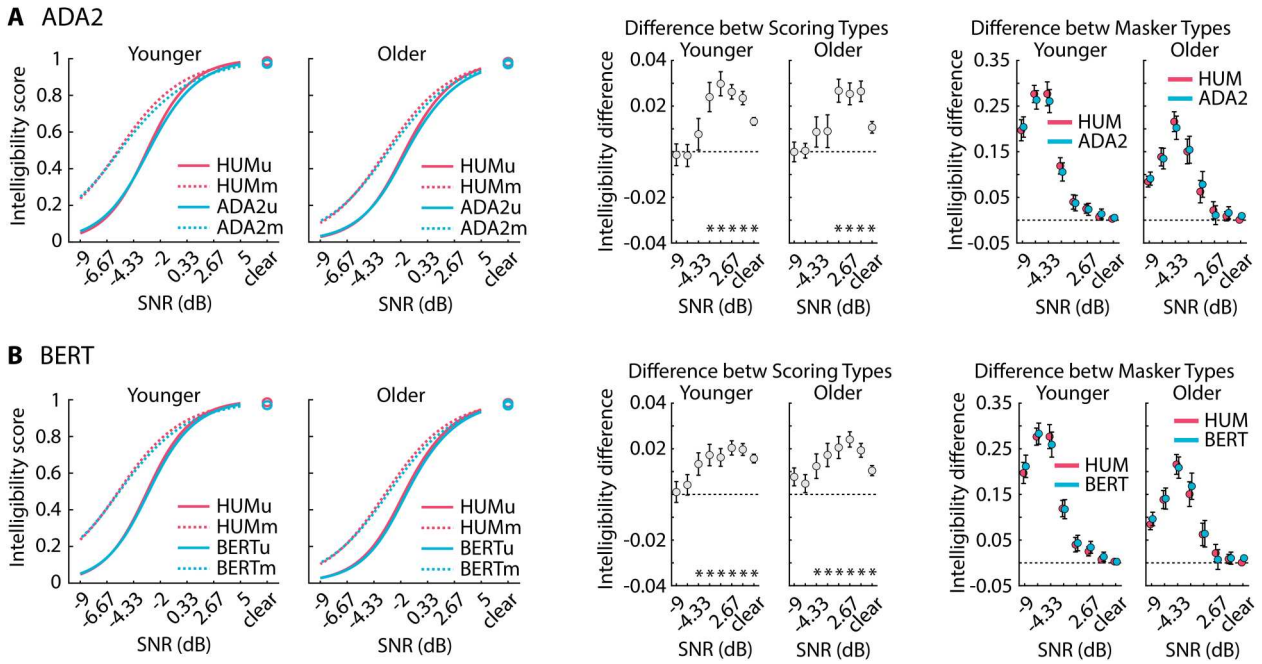 A ADA2
Younger
Older
Intelligibility score
1
0.8
0.6
0.4
0.2
0
HUMu
HUMm
ADA2u
ADA2m
HUMu
HUMm
ADA2u
ADA2m
-9
-6.67
-4.33
-2
0.33
2.67
5
clear
SNR (dB)
-9
-6.67
-4.33
-2
0.33
2.67
5
clear
SNR (dB)
Difference betw Scoring Types
Younger
Older
Intelligibility difference
0.04
0.02
0
-0.02
-0.04
*****
****
-9
-4.33
2.67
clear
SNR (dB)
-9
-4.33
2.67
clear
SNR (dB)
Difference betw Masker Types
Younger
Older
Intelligibility difference
0.35
0.25
0.15
0.05
-0.05
HUM
ADA2
HUM
ADA2
-9
-4.33
2.67
clear
SNR (dB)
-9
-4.33
2.67
clear
SNR (dB)
B BERT
Younger
Older
Intelligibility score
1
0.8
0.6
0.4
0.2
0
HUMu
HUMm
BERTu
BERTm
HUMu
HUMm
BERTu
BERTm
-9
-6.67
-4.33
-2
0.33
2.67
5
clear
SNR (dB)
-9
-6.67
-4.33
-2
0.33
2.67
5
clear
SNR (dB)
Difference betw Scoring Types
Younger
Older
Intelligibility difference
0.04
0.02
0
-0.02
-0.04
******
******
-9
-4.33
2.67
clear
SNR (dB)
-9
-4.33
2.67
clear
SNR (dB)
Difference betw Masker Types
Younger
Older
Intelligibility difference
0.35
0.25
0.15
0.05
-0.05
HUM
BERT
HUM
BERT
-9
-4.33
2.67
clear
SNR (dB)
-9
-4.33
2.67
clear
SNR (dB)